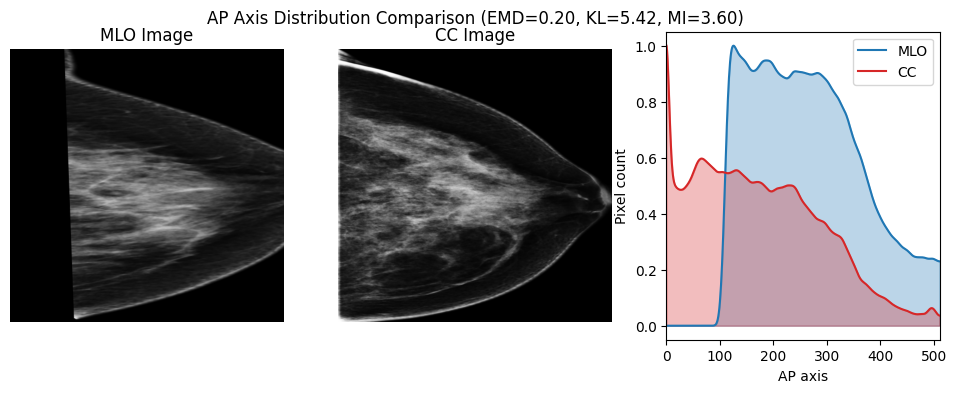 AP Axis Distribution Comparison (EMD=0.20, KL=5.42, MI=3.60)
MLO Image
CC Image
MLO
CC
Pixel count
1.0
0.8
0.6
0.4
0.2
0.0
0 100 200 300 400 500
AP axis